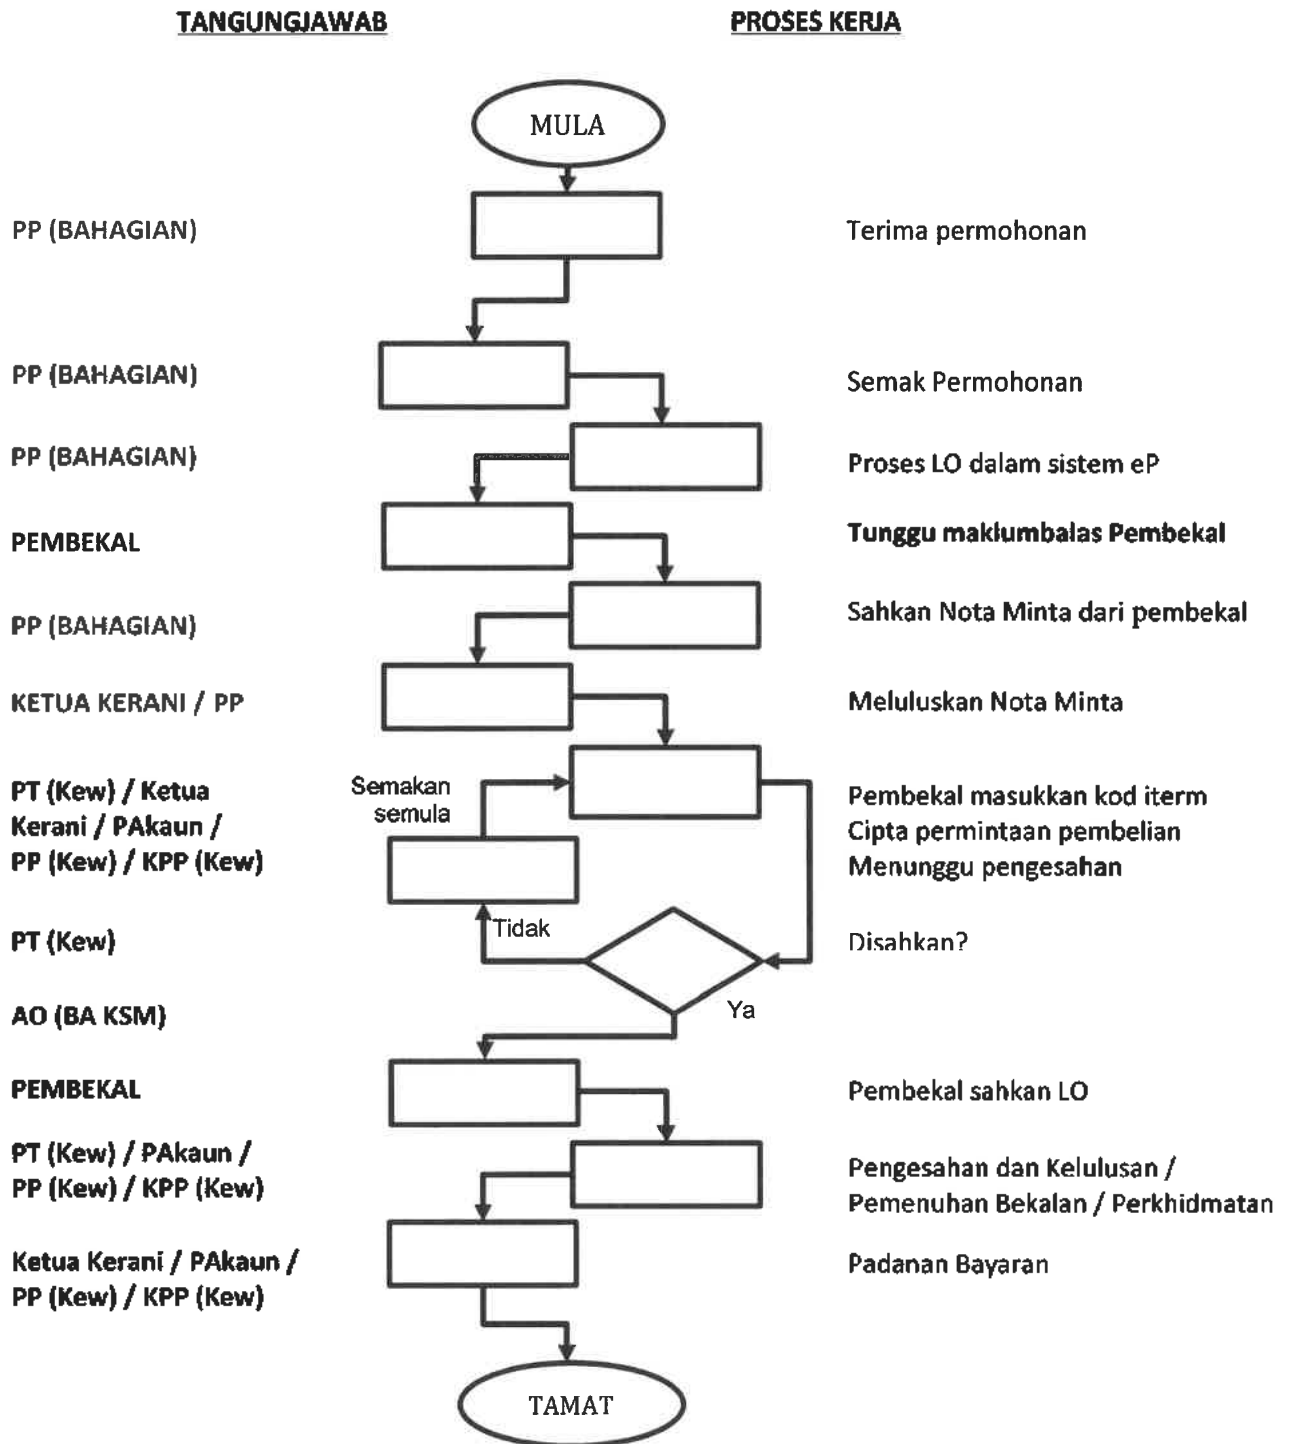 TANGUNGJAWAB
PROSES KERJA
MULA
PP (BAHAGIAN)
Terima permohonan
PP (BAHAGIAN)
Semak Permohonan
PP (BAHAGIAN)
Proses LO dalam sistem eP
PEMBEKAL
Tunggu maklumbalas Pembekal
PP (BAHAGIAN)
Sahkan Nota Minta dari pembekal
KETUA KERANI / PP
Meluluskan Nota Minta
PT (Kew) / Ketua
Kerani / PAkaun /
PP (Kew) / KPP (Kew)
Semakan
semula
Pembekal masukkan kod iterm
Cipta permintaan pembelian
Menunggu pengesahan
PT (Kew)
Tidak
Disahkan?
AO (BA KSM)
Ya
PEMBEKAL
Pembekal sahkan LO
PT (Kew) / PAkaun /
PP (Kew) / KPP (Kew)
Pengesahan dan Kelulusan /
Pemenuhan Bekalan / Perkhidmatan
Ketua Kerani / PAkaun /
PP (Kew) / KPP (Kew)
Padanan Bayaran
TAMAT